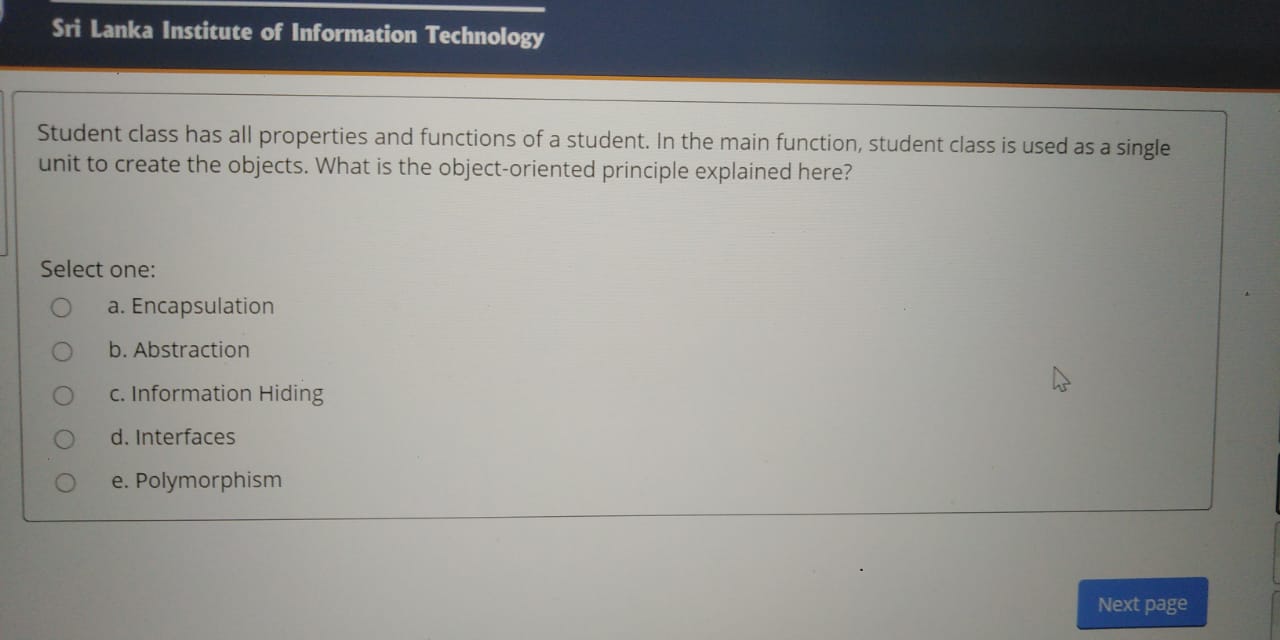 Sri Lanka Institute of Information Technology
Student class has all properties and functions of a student. In the main function, student class is used as a single
unit to create the objects. What is the object-oriented principle explained here?
Select one:
a. Encapsulation
b. Abstraction
c. Information Hiding
d. Interfaces
e. Polymorphism
Next page